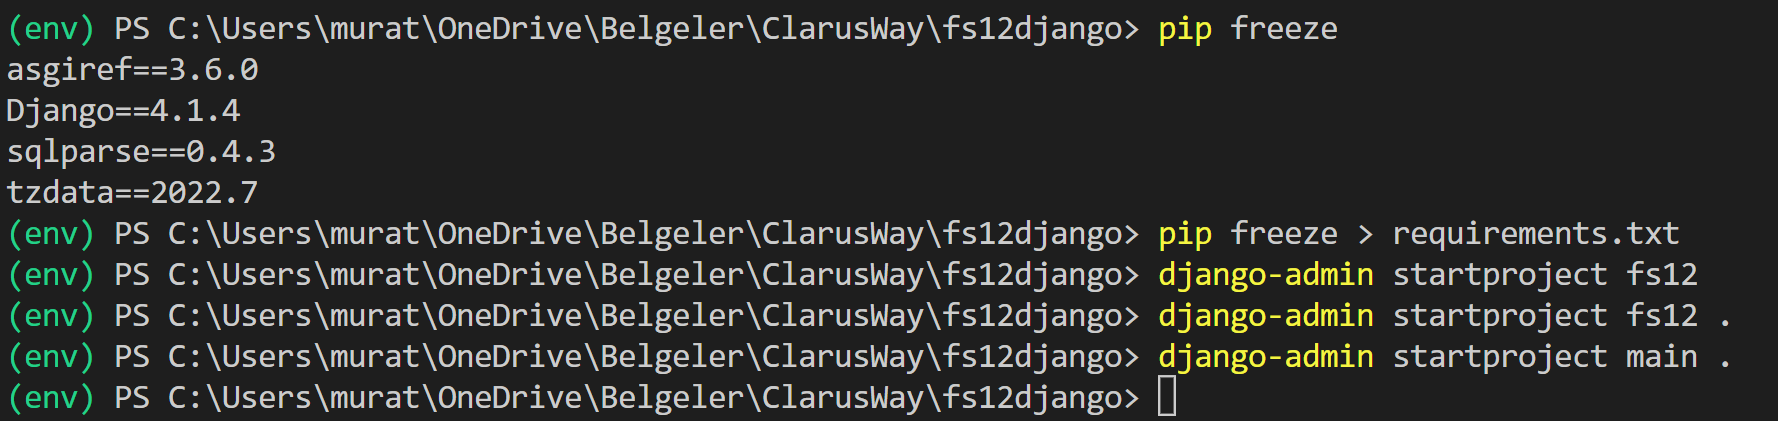 (env) PS C:\Users\murat\OneDrive\Belgeler\ClarusWay\fs12django> pip freeze
asgiref==3.6.0
Django==4.1.4
sqlparse==0.4.3
tzdata==2022.7
(env) PS C:\Users\murat\OneDrive\Belgeler\ClarusWay\fs12django> pip freeze > requirements.txt
(env) PS C:\Users\murat\OneDrive\Belgeler\ClarusWay\fs12django> django-admin startproject fs12
(env) PS C:\Users\murat\OneDrive\Belgeler\ClarusWay\fs12django> django-admin startproject fs12 .
(env) PS C:\Users\murat\OneDrive\Belgeler\ClarusWay\fs12django> django-admin startproject main .
(env) PS C:\Users\murat\OneDrive\Belgeler\ClarusWay\fs12django>